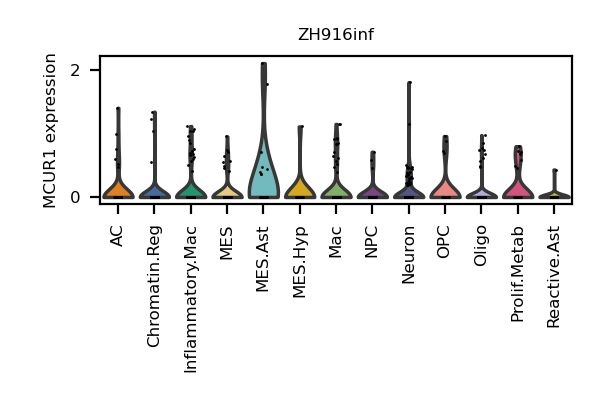 ZH916inf
MCUR1 expression
2
0
AC
Chromatin.Reg
Inflammatory.Mac
MES
MES.Ast
MES.Hyp
Mac
NPC
Neuron
OPC
Oligo
Prolif.Metab
Reactive.Ast